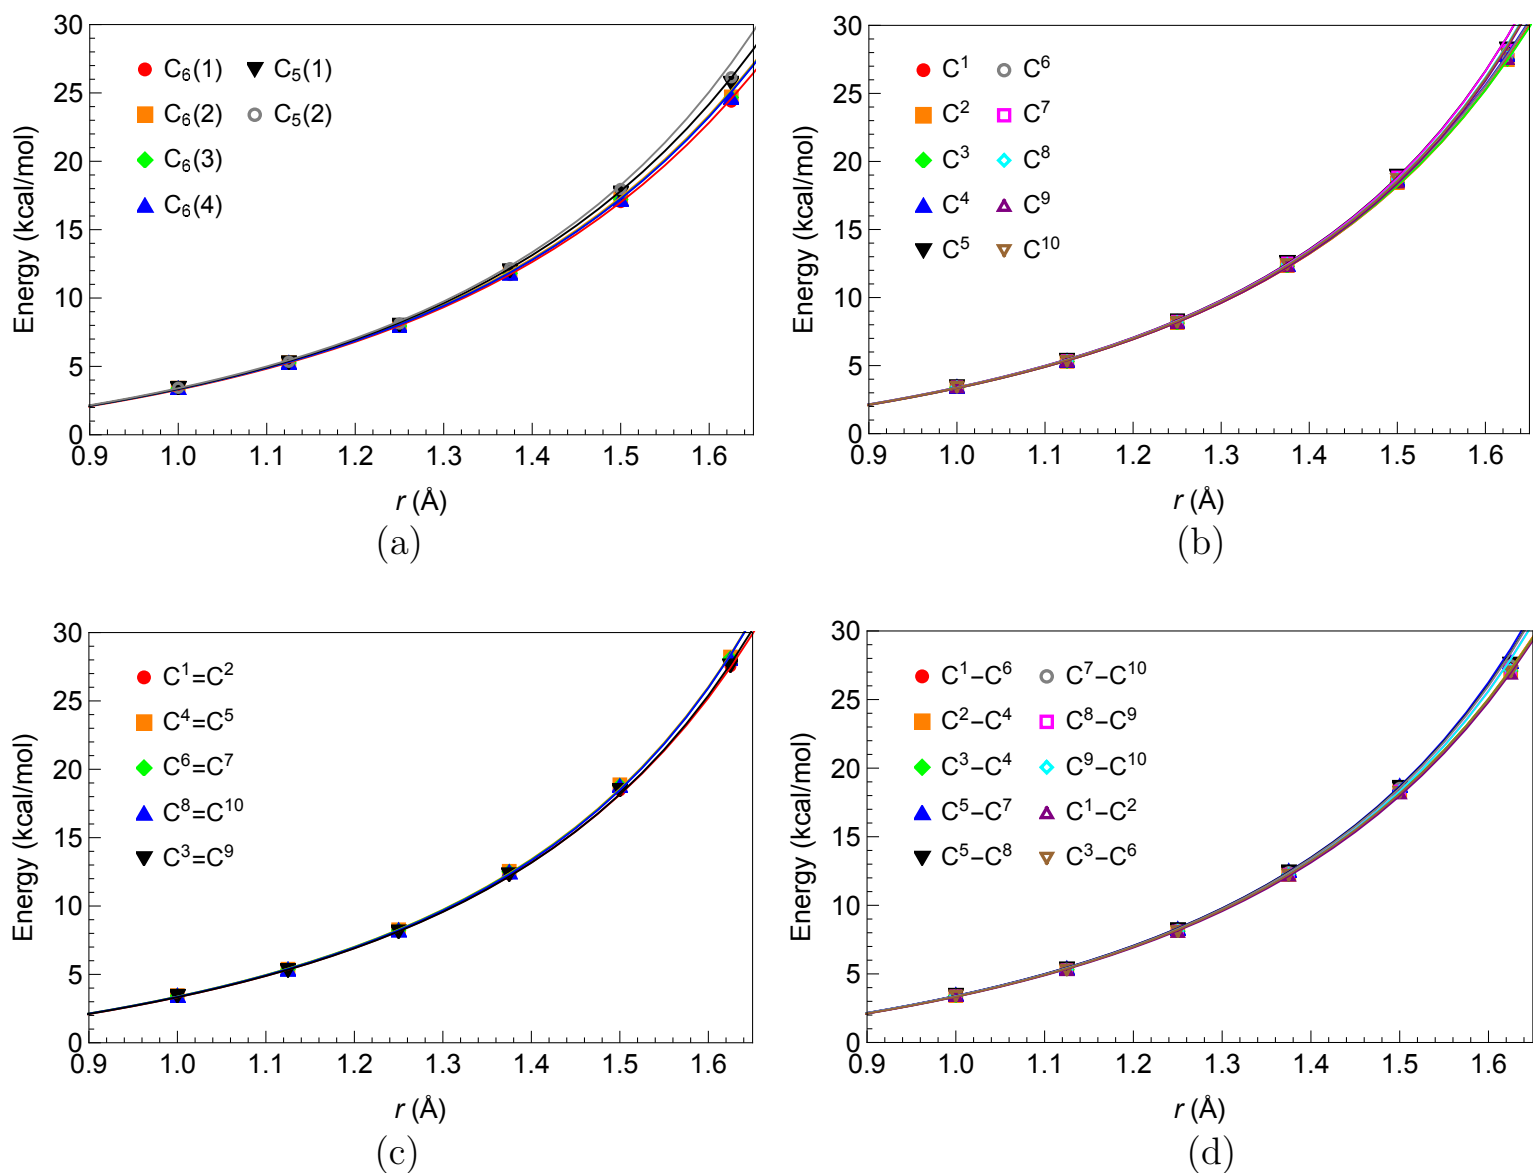 30
25
20
15
10
5
0
Energy (kcal/mol)
C₆(1) C₅(1)
C₆(2) C₅(2)
C₆(3)
C₆(4)
0.9 1.0 1.1 1.2 1.3 1.4 1.5 1.6
r (Å)
(a)
30
25
20
15
10
5
0
Energy (kcal/mol)
C¹ C⁶
C² C⁷
C³ C⁸
C⁴ C⁹
C⁵ C¹⁰
0.9 1.0 1.1 1.2 1.3 1.4 1.5 1.6
r (Å)
(b)
30
25
20
15
10
5
0
Energy (kcal/mol)
C¹=C²
C⁴=C⁵
C⁶=C⁷
C⁸=C¹⁰
C³=C⁹
0.9 1.0 1.1 1.2 1.3 1.4 1.5 1.6
r (Å)
(c)
30
25
20
15
10
5
0
Energy (kcal/mol)
C¹−C⁶ C⁷−C¹⁰
C²−C⁴ C⁸−C⁹
C³−C⁴ C⁹−C¹⁰
C⁵−C⁷ C¹−C²
C⁵−C⁸ C³−C⁶
0.9 1.0 1.1 1.2 1.3 1.4 1.5 1.6
r (Å)
(d)